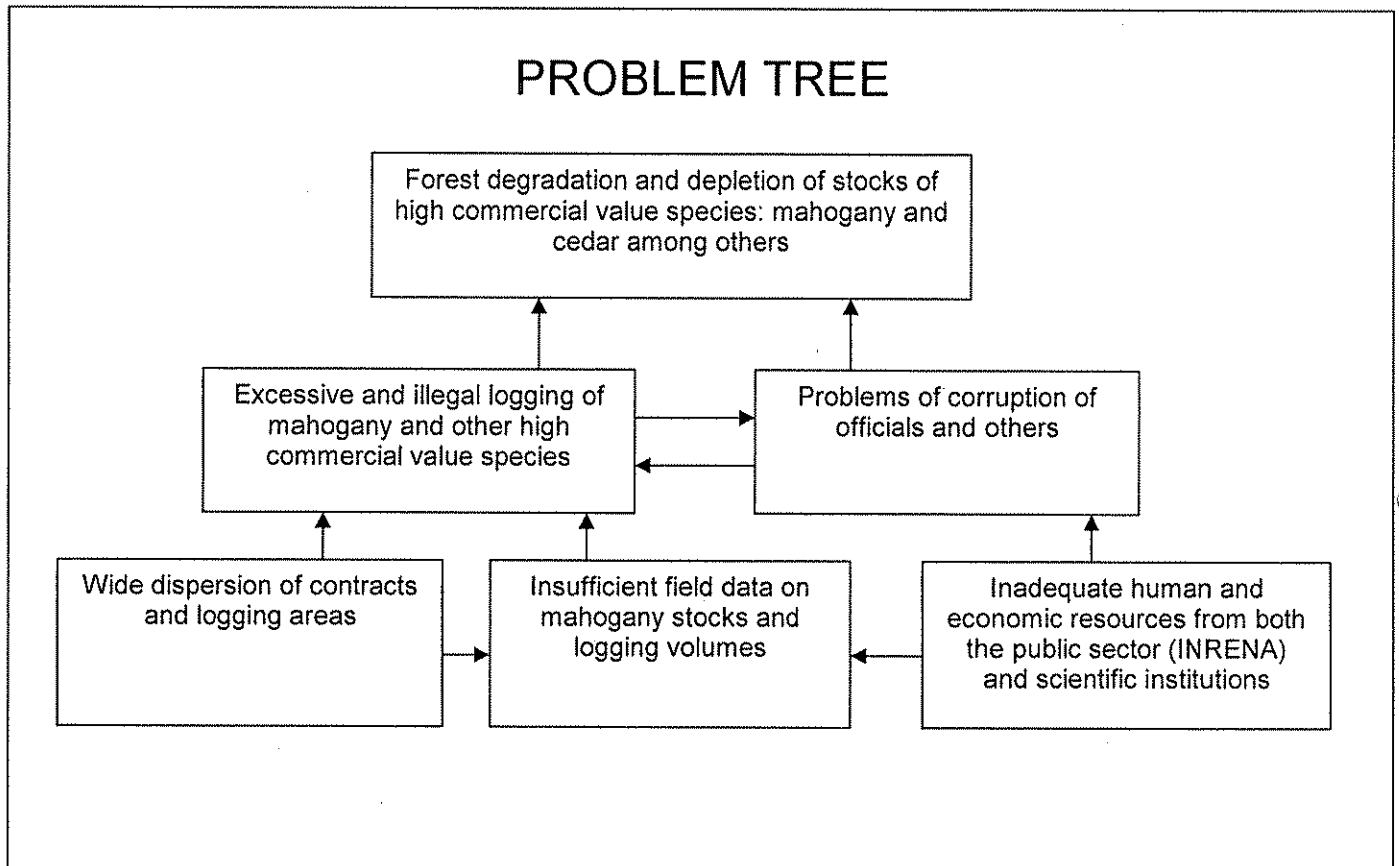 PROBLEM TREE
Forest degradation and depletion of stocks of
high commercial value species: mahogany and
cedar among others
Excessive and illegal logging of
mahogany and other high
commercial value species
Problems of corruption of
officials and others
Wide dispersion of contracts
and logging areas
Insufficient field data on
mahogany stocks and
logging volumes
Inadequate human and
economic resources from both
the public sector (INRENA)
and scientific institutions